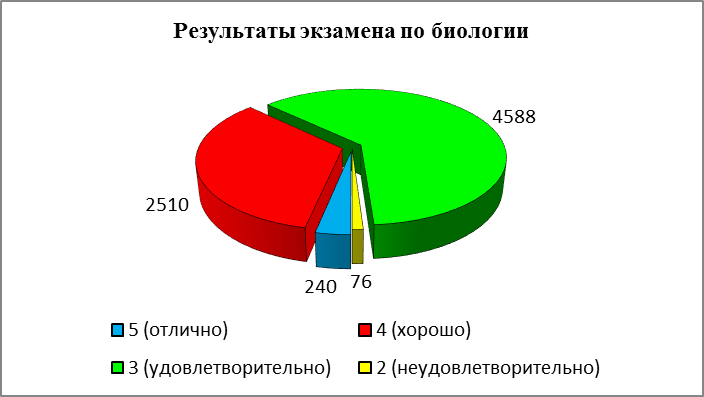 Результаты экзамена по биологии
4588
2510
240
76
5 (отлично)
4 (хорошо)
3 (удовлетворительно)
2 (неудовлетворительно)